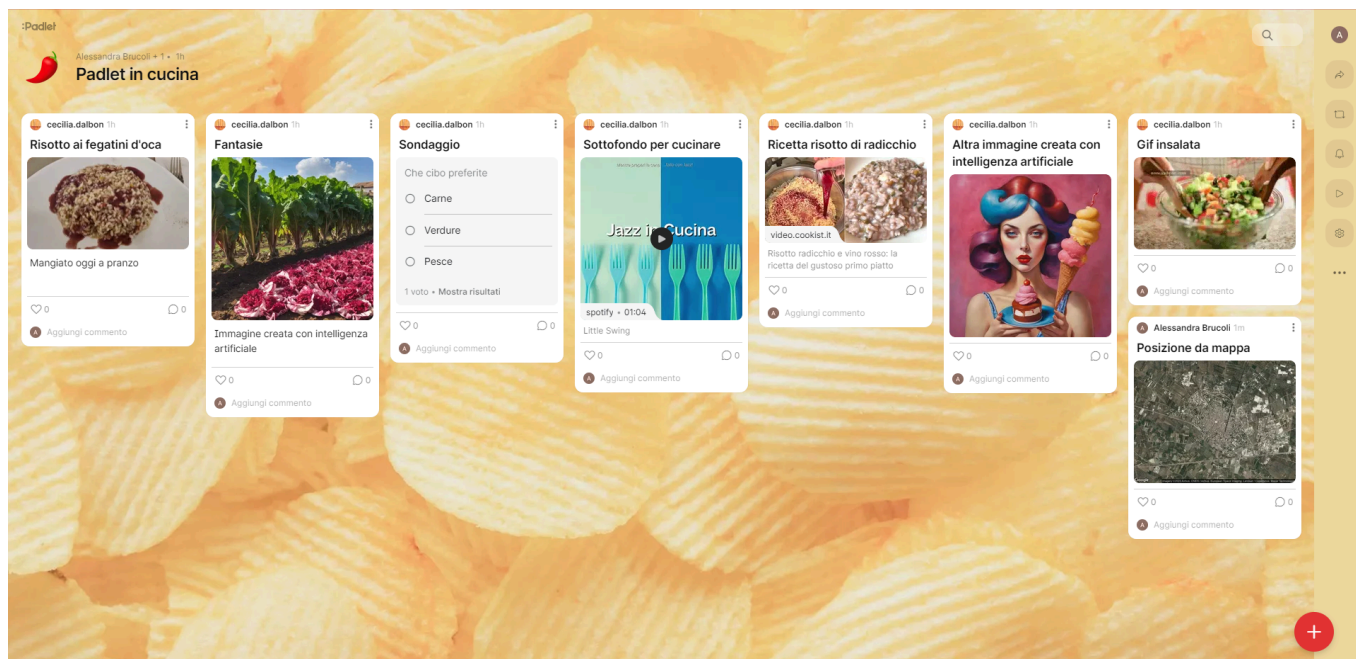 :Padlet
Alessandra Brucoli + 1 • 1h
Padlet in cucina
A
cecilia.dalbon 1h
Risotto ai fegatini d'oca
Mangiato oggi a pranzo
0 0
A Aggiungi commento
cecilia.dalbon 1h
Fantasie
Immagine creata con intelligenza
artificiale
0 0
A Aggiungi commento
cecilia.dalbon 1h
Sondaggio
Che cibo preferite
Carne
Verdure
Pesce
1 voto • Mostra risultati
0 0
A Aggiungi commento
cecilia.dalbon 1h
Sottofondo per cucinare
Jazz in Cucina
spotify • 01:04
Little Swing
0 0
A Aggiungi commento
cecilia.dalbon 1h
Ricetta risotto di radicchio
video.cookist.it
Risotto radicchio e vino rosso: la
ricetta del gustoso primo piatto
0 0
A Aggiungi commento
cecilia.dalbon 1h
Altra immagine creata con
intelligenza artificiale
0 0
A Aggiungi commento
cecilia.dalbon 1h
Gif insalata
0 0
A Aggiungi commento
A Alessandra Brucoli 1m
Posizione da mappa
Google
0 0
A Aggiungi commento